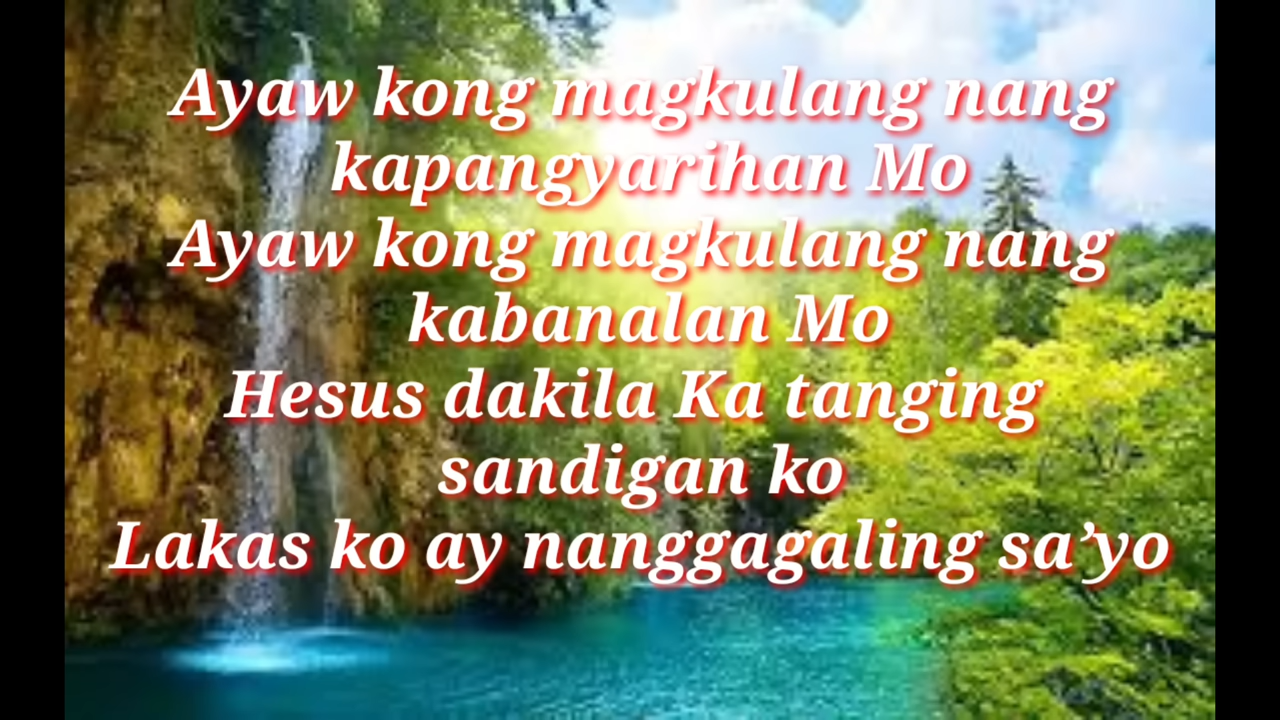 Ayaw kong magkulang nang
kapangyarihan Mo
Ayaw kong magkulang nang
kabanalan Mo
Hesus dakila Ka tanging
sandigan ko
Lakas ko ay nanggagaling sa’yo